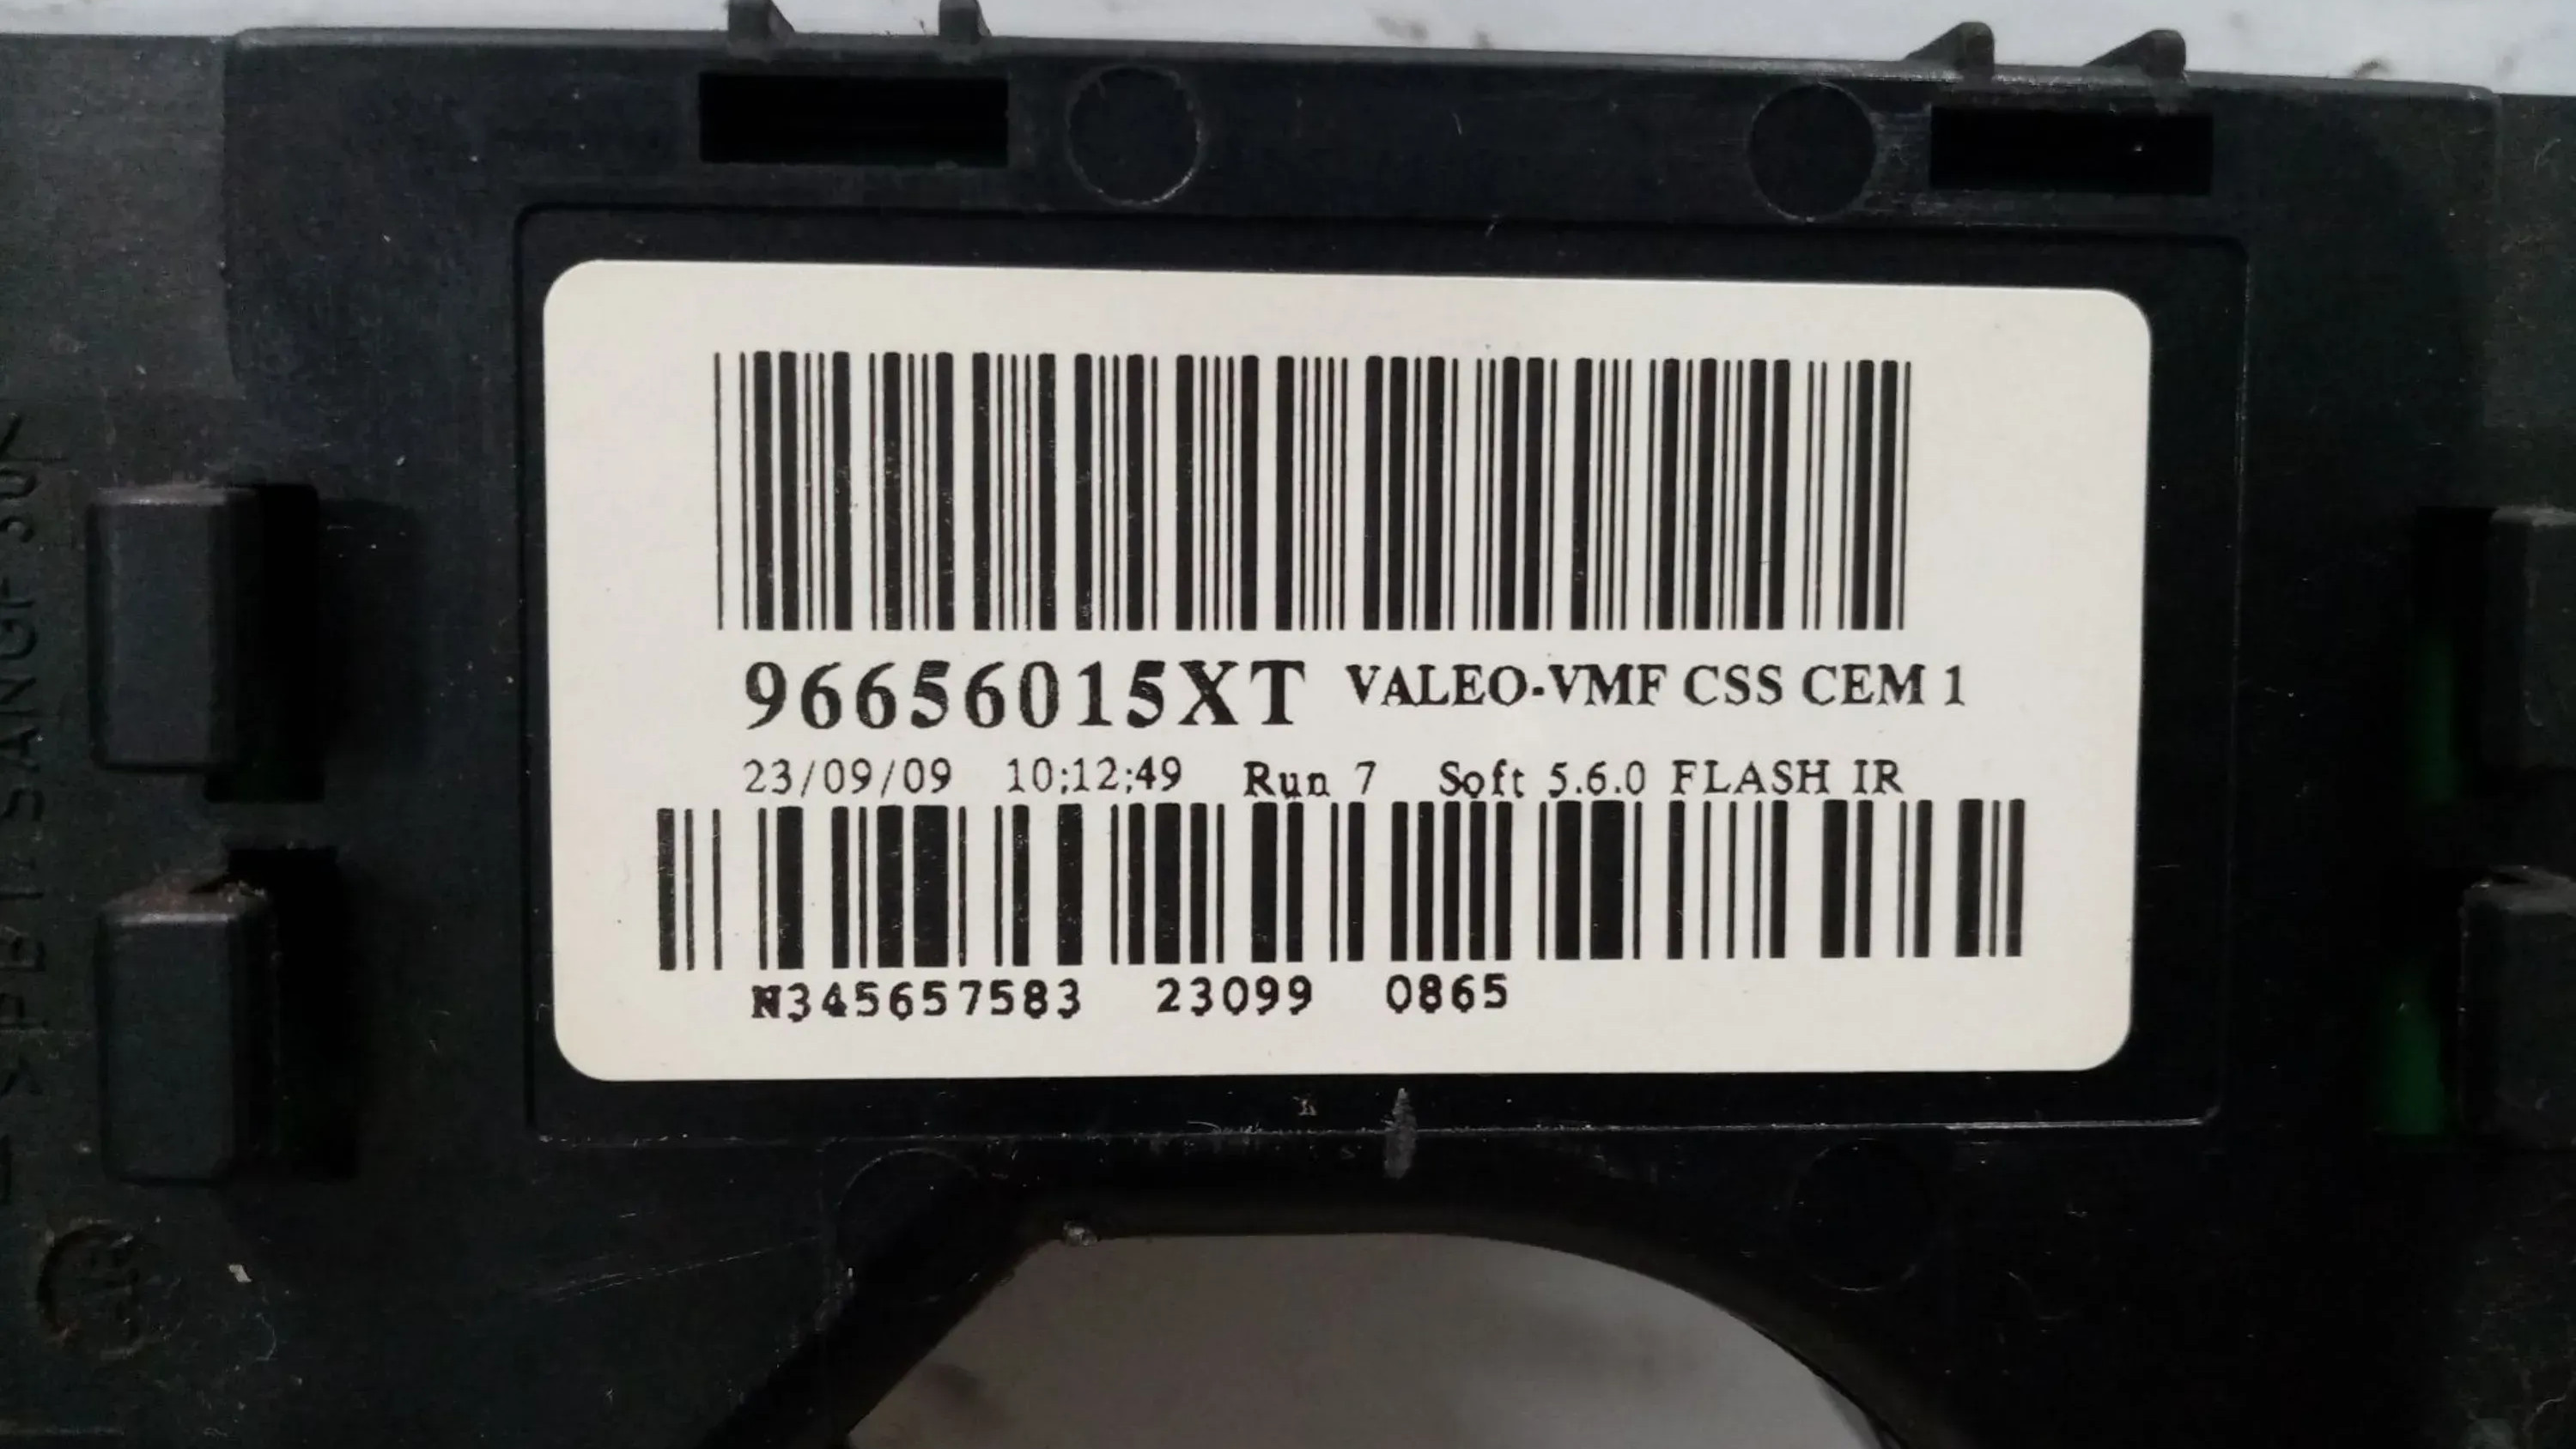 96656015XT VALEO-VMF CSS CEM 1
23/09/09 10:12:49 Run 7 Soft 5.6.0 FLASH IR
N345657583 23099 0865